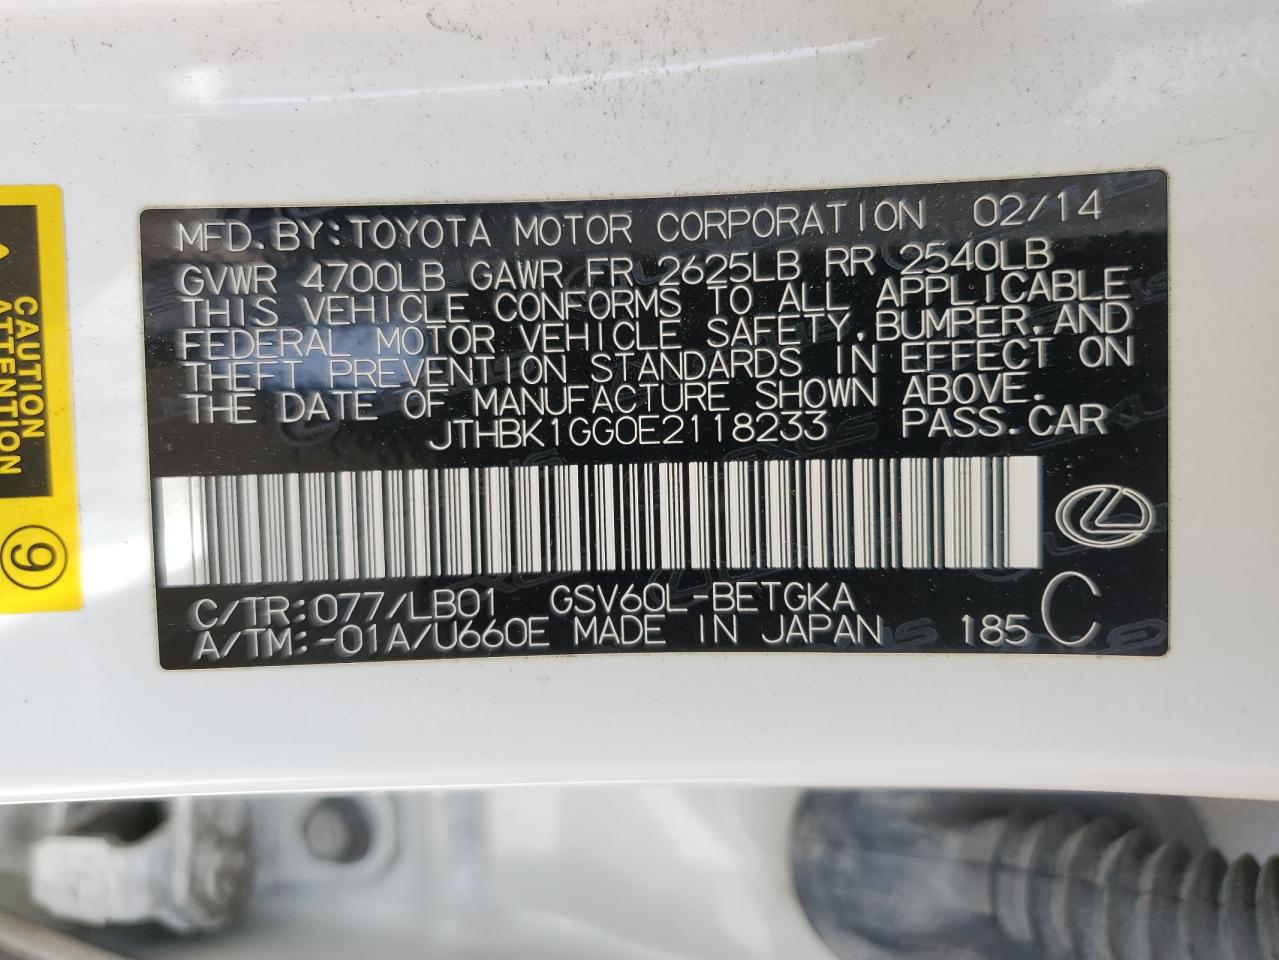 MFD. BY: TOYOTA MOTOR CORPORATION 02/14
GVWR 4700LB GAWR FR 2625LB RR 2540LB
THIS VEHICLE CONFORMS TO ALL APPLICABLE
FEDERAL MOTOR VEHICLE SAFETY, BUMPER, AND
THEFT PREVENTION STANDARDS IN EFFECT ON
THE DATE OF MANUFACTURE SHOWN ABOVE.
JTHBK1GG0E2118233 PASS. CAR
C/TR: 077/LB01 GSV60L-BETGKA
A/TM: -01A/U660E MADE IN JAPAN 185 C
CAUTION
ATTENTION
9